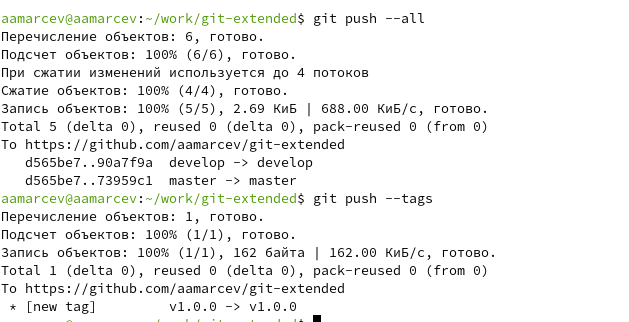 aamarcev@aamarcev:~/work/git-extended$ git push --all
Перечисление объектов: 6, готово.
Подсчет объектов: 100% (6/6), готово.
При сжатии изменений используется до 4 потоков
Сжатие объектов: 100% (4/4), готово.
Запись объектов: 100% (5/5), 2.69 КиБ | 688.00 КиБ/с, готово.
Total 5 (delta 0), reused 0 (delta 0), pack-reused 0 (from 0)
To https://github.com/aamarcev/git-extended
   d565be7..90a7f9a  develop -> develop
   d565be7..73959c1  master -> master
aamarcev@aamarcev:~/work/git-extended$ git push --tags
Перечисление объектов: 1, готово.
Подсчет объектов: 100% (1/1), готово.
Запись объектов: 100% (1/1), 162 байта | 162.00 КиБ/с, готово.
Total 1 (delta 0), reused 0 (delta 0), pack-reused 0 (from 0)
To https://github.com/aamarcev/git-extended
 * [new tag]         v1.0.0 -> v1.0.0